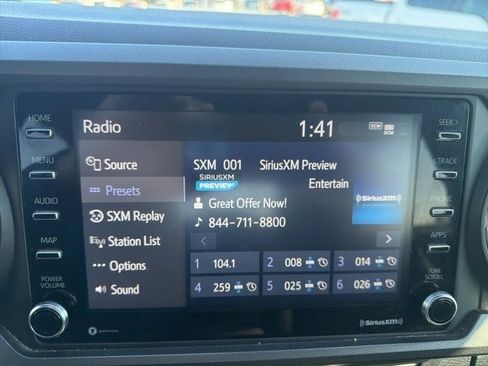 HOME
MENU
AUDIO
MAP
POWER
VOLUME
Radio
1:41
DCM
Source
Presets
SXM Replay
Station List
Options
Sound
SXM 001 SiriusXM Preview
SIRIUSXM
PREVIEW
Entertain
Great Offer Now!
844-711-8800
SiriusXM
1 104.1
2 008
3 014
4 259
5 025
6 026
SEEK
TRACK
PHONE
APPS
TUNE
SCROLL
SiriusXM